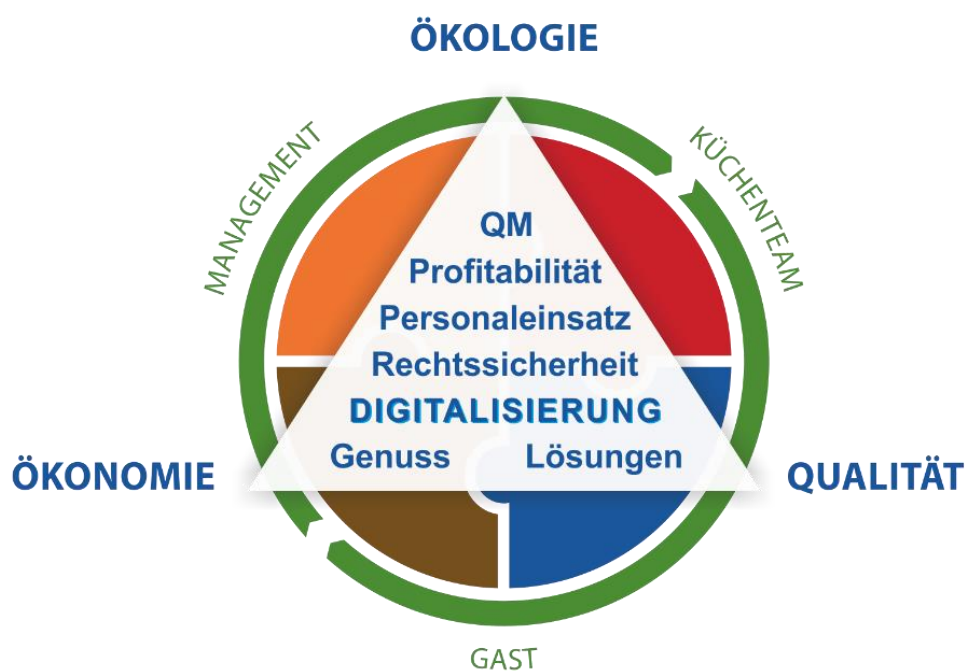 ÖKOLOGIE
MANAGEMENT
KÜCHENTEAM
QM
Profitabilität
Personaleinsatz
Rechtssicherheit
DIGITALISIERUNG
Genuss Lösungen
ÖKONOMIE
QUALITÄT
GAST